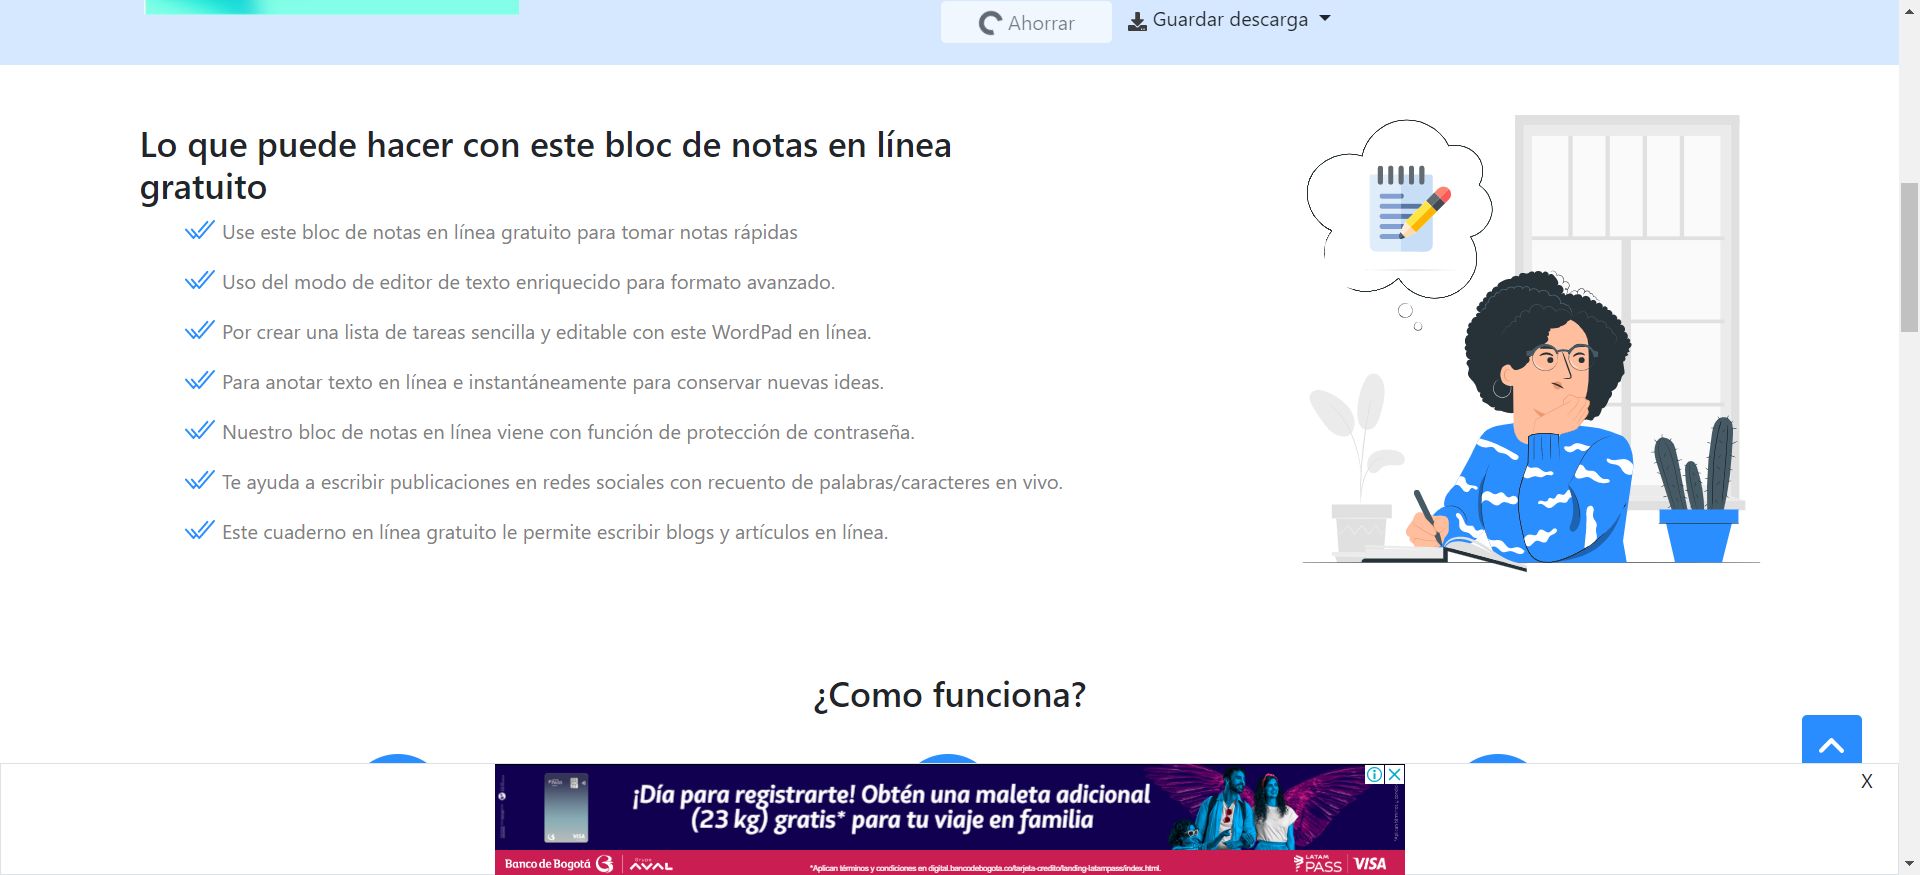 Ahorrar
Guardar descarga
Lo que puede hacer con este bloc de notas en línea
gratuito
Use este bloc de notas en línea gratuito para tomar notas rápidas
Uso del modo de editor de texto enriquecido para formato avanzado.
Por crear una lista de tareas sencilla y editable con este WordPad en línea.
Para anotar texto en línea e instantáneamente para conservar nuevas ideas.
Nuestro bloc de notas en línea viene con función de protección de contraseña.
Te ayuda a escribir publicaciones en redes sociales con recuento de palabras/caracteres en vivo.
Este cuaderno en línea gratuito le permite escribir blogs y artículos en línea.
¿Como funciona?
X
¡Día para registrarte! Obtén una maleta adicional
(23 kg) gratis* para tu viaje en familia
Banco de Bogotá
Grupo
AVAL
*Aplican términos y condiciones en digital.bancodebogota.co/tarjeta-credito/landing-latampass/index.html.
LATAM
PASS
VISA